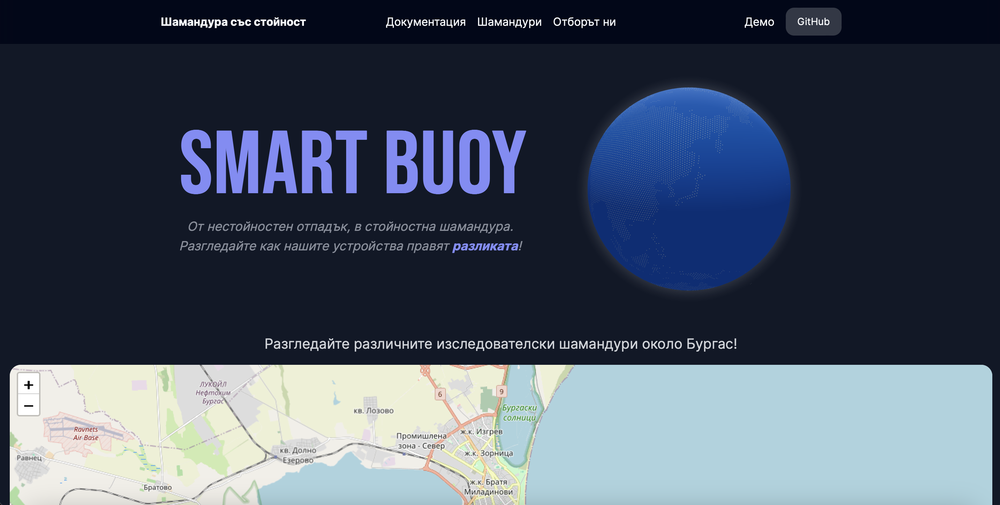 Шамандура със стойност
Документация Шамандури Отборът ни
Демо GitHub
SMART BUOY
От нестойностен отпадък, в стойностна шамандура.
Разгледайте как нашите устройства правят разликата!
Разгледайте различните изследователски шамандури около Бургас!
+
−
ЛУКОЙЛ
Нефтохим
Бургас
6
9
Бургаски
солници
кв. Лозово
Ravnets
Air Base
ж.к. Изгрев
Промишлена
зона - Север
кв. Долно
Езерово
ж.к. Зорница
Равнец
Братово
ж.к. Братя
Миладинови